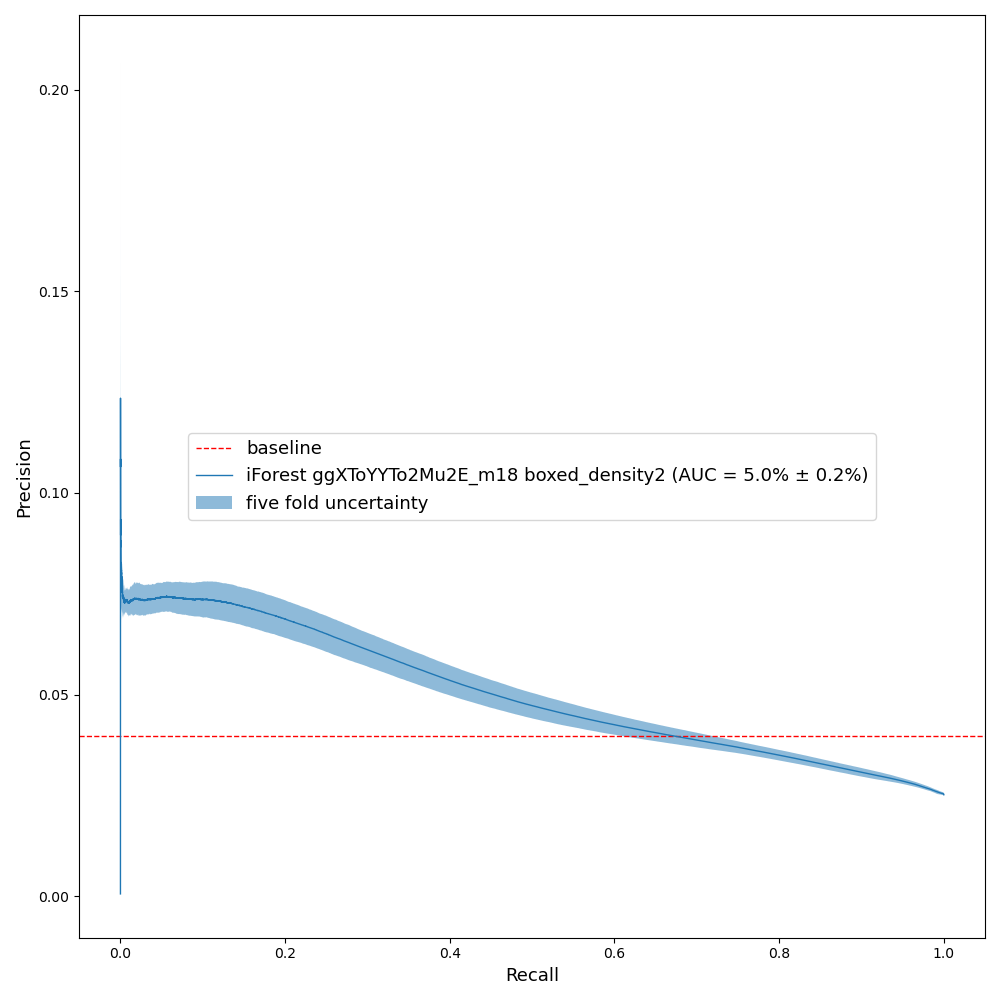 0.20
0.15
0.10
0.05
0.00
Precision
baseline
iForest ggXToYYTo2Mu2E_m18 boxed_density2 (AUC = 5.0% ± 0.2%)
five fold uncertainty
0.0 0.2 0.4 0.6 0.8 1.0
Recall